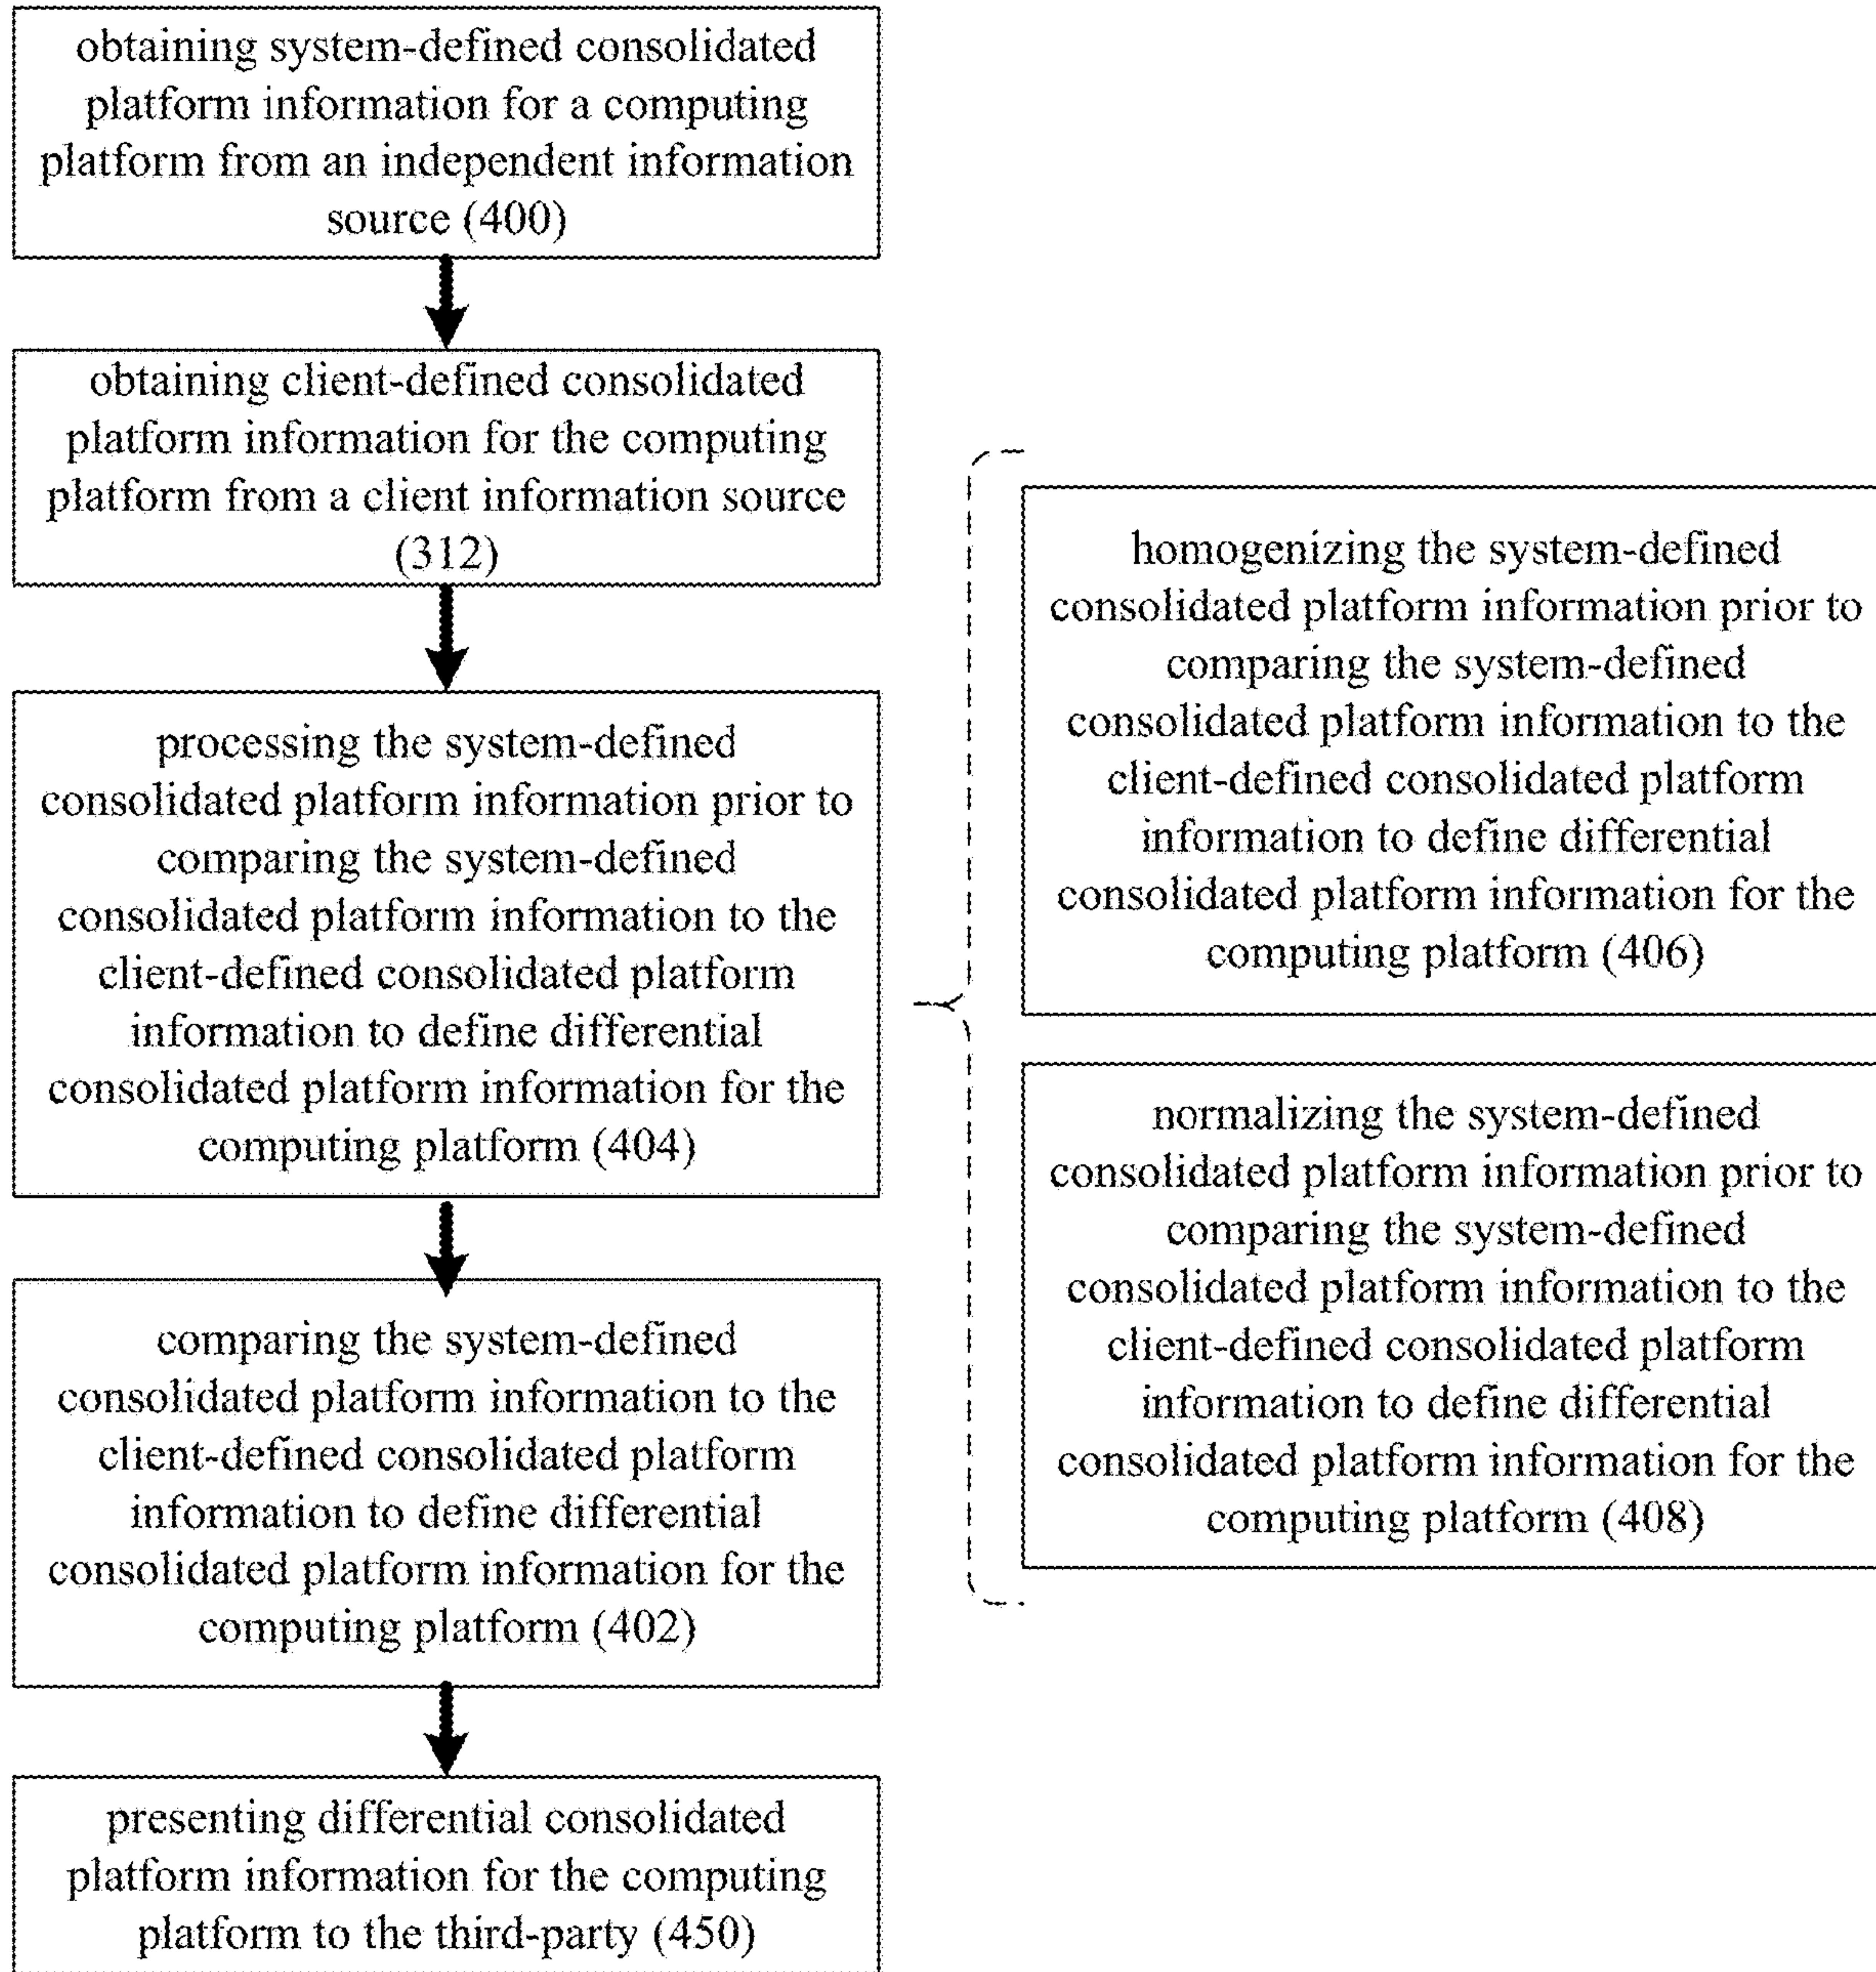 obtaining system-defined consolidated
platform information for a computing
platform from an independent information
source (400)
obtaining client-defined consolidated
platform information for the computing
platform from a client information source
(312)
processing the system-defined
consolidated platform information prior to
comparing the system-defined
consolidated platform information to the
client-defined consolidated platform
information to define differential
consolidated platform information for the
computing platform (404)
comparing the system-defined
consolidated platform information to the
client-defined consolidated platform
information to define differential
consolidated platform information for the
computing platform (402)
presenting differential consolidated
platform information for the computing
platform to the third-party (450)
homogenizing the system-defined
consolidated platform information prior to
comparing the system-defined
consolidated platform information to the
client-defined consolidated platform
information to define differential
consolidated platform information for the
computing platform (406)
normalizing the system-defined
consolidated platform information prior to
comparing the system-defined
consolidated platform information to the
client-defined consolidated platform
information to define differential
consolidated platform information for the
computing platform (408)